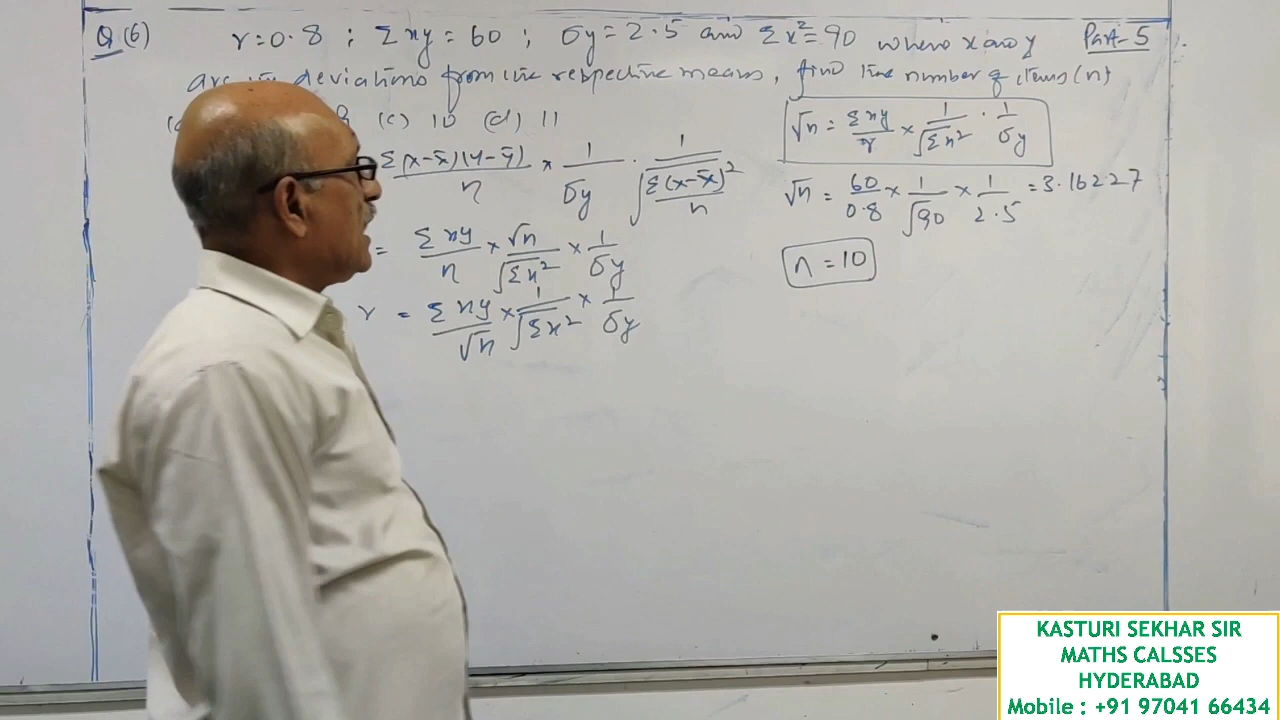 Q (6) r = 0.8 ; Σxy = 60 ; σy = 2.5 and Σx² = 90 where x and y Part-5
are the deviations from the respective means, find the number of items (n)
(c) 10 (d) 11
Σ(x-x̄)(y-ȳ)/n × 1/σy · 1/√(Σ(x-x̄)²/n)
= Σxy/n × √n/√Σx² × 1/σy
r = Σxy/√n × 1/√Σx² × 1/σy
√n = Σxy/r × 1/√Σx² · 1/σy
√n = 60/0.8 × 1/√90 × 1/2.5 = 3.16227
n = 10
KASTURI SEKHAR SIR
MATHS CALSSES
HYDERABAD
Mobile : +91 97041 66434